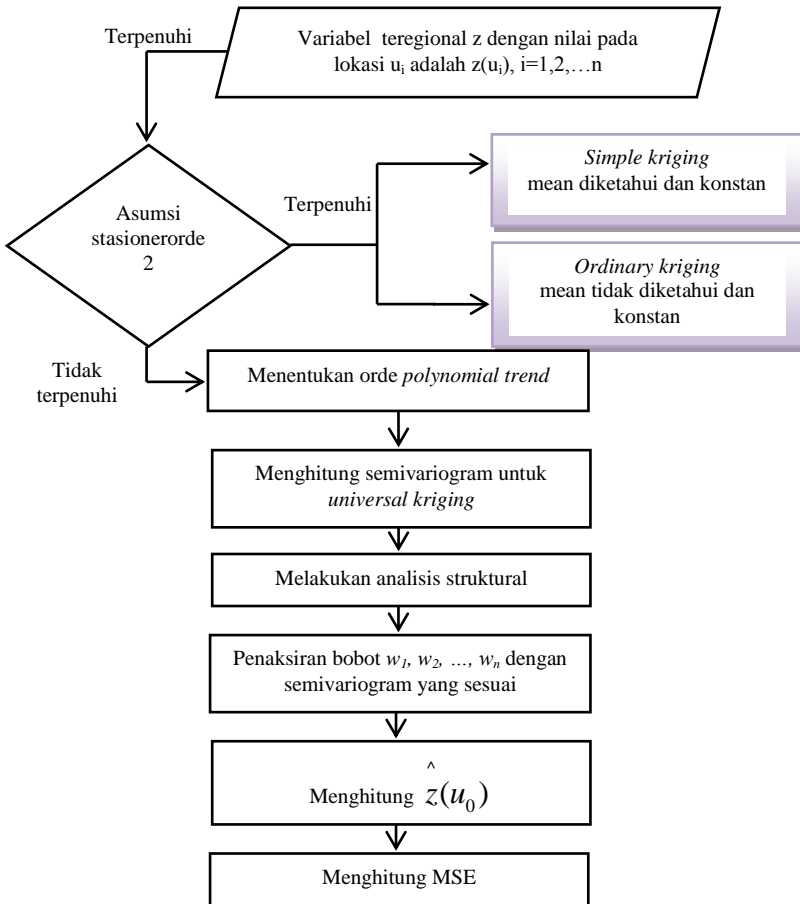 Terpenuhi
Variabel teregional z dengan nilai pada
lokasi uᵢ adalah z(uᵢ), i=1,2,…n
Asumsi
stasionerorde
2
Terpenuhi
Simple kriging
mean diketahui dan konstan
Ordinary kriging
mean tidak diketahui dan
konstan
Tidak
terpenuhi
Menentukan orde polynomial trend
Menghitung semivariogram untuk
universal kriging
Melakukan analisis struktural
Penaksiran bobot w₁, w₂, …, wₙ dengan
semivariogram yang sesuai
Menghitung ẑ(u₀)
Menghitung MSE